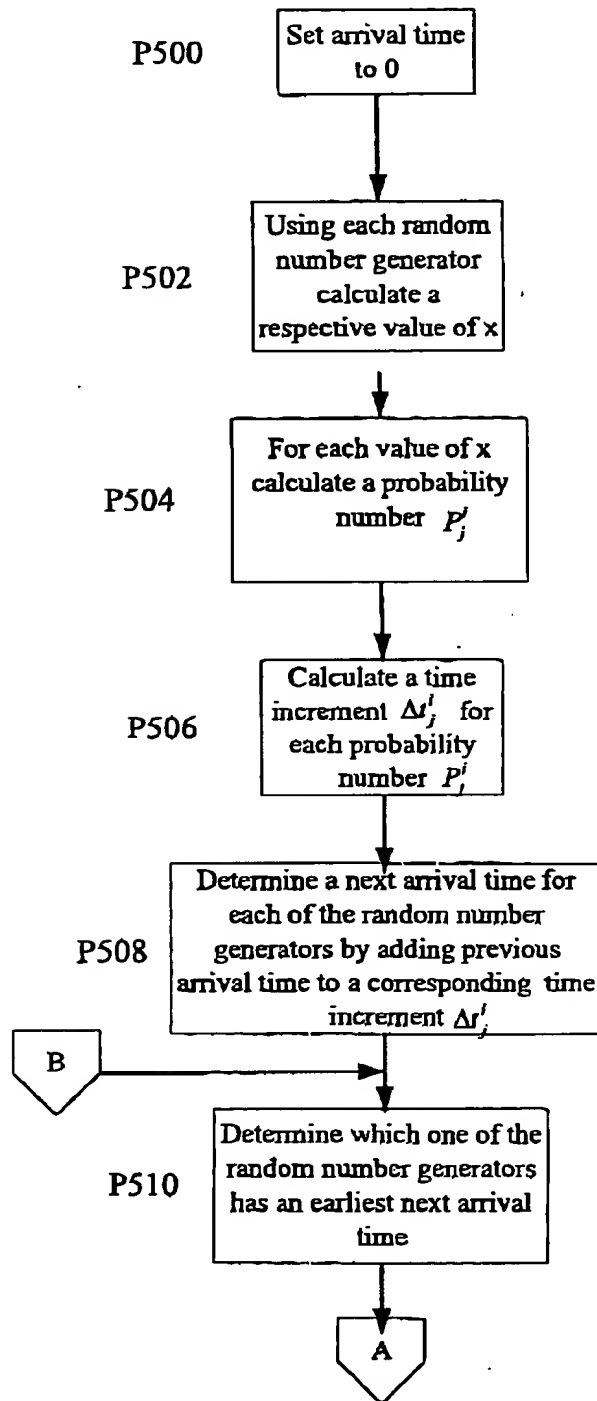 P500
Set arrival time
to 0
P502
Using each random
number generator
calculate a
respective value of x
P504
For each value of x
calculate a probability
number P_j^i
P506
Calculate a time
increment Δt_j^i for
each probability
number P_j^i
P508
Determine a next arrival time for
each of the random number
generators by adding previous
arrival time to a corresponding time
increment Δt_j^i
B
P510
Determine which one of the
random number generators
has an earliest next arrival
time
A